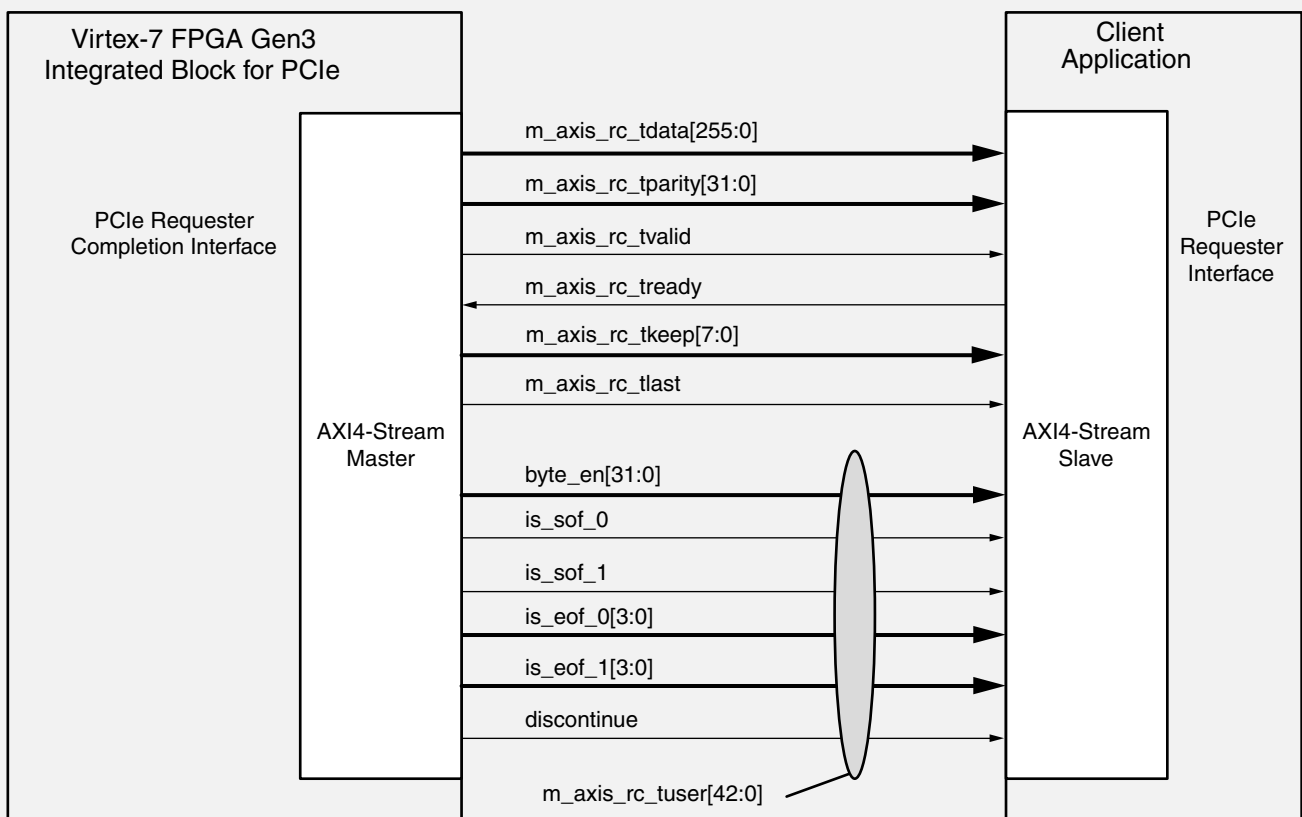 Virtex-7 FPGA Gen3
Integrated Block for PCIe
Client
Application
m_axis_rc_tdata[255:0]
m_axis_rc_tparity[31:0]
PCIe Requester
Completion Interface
m_axis_rc_tvalid
PCIe
Requester
Interface
m_axis_rc_tready
m_axis_rc_tkeep[7:0]
m_axis_rc_tlast
AXI4-Stream
Master
AXI4-Stream
Slave
byte_en[31:0]
is_sof_0
is_sof_1
is_eof_0[3:0]
is_eof_1[3:0]
discontinue
m_axis_rc_tuser[42:0]